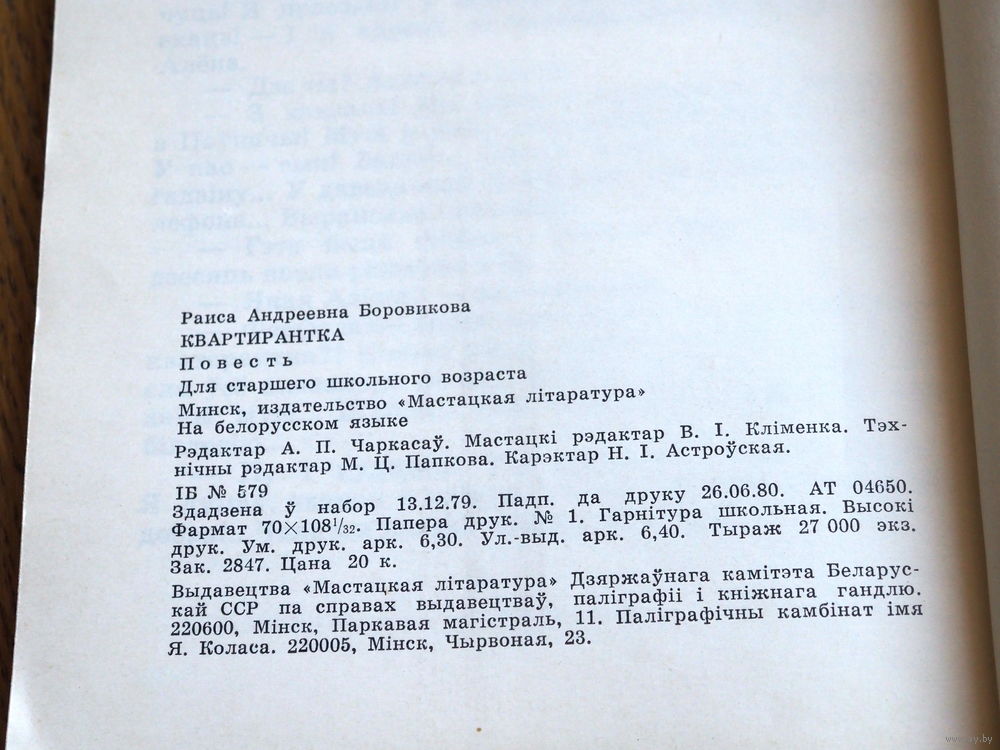 Раиса Андреевна Боровикова
КВАРТИРАНТКА
Повесть
Для старшего школьного возраста
Минск, издательство «Мастацкая літаратура»
На белорусском языке
Рэдактар А. П. Чаркасаў. Мастацкі рэдактар В. І. Кліменка. Тэх-
нічны рэдактар М. Ц. Папкова. Карэктар Н. І. Астроўская.
ІБ № 579
Здадзена ў набор 13.12.79. Падп. да друку 26.06.80. АТ 04650.
Фармат 70×108¹/₃₂. Папера друк. № 1. Гарнітура школьная. Высокі
друк. Ум. друк. арк. 6,30. Ул.-выд. арк. 6,40. Тыраж 27 000 экз.
Зак. 2847. Цана 20 к.
Выдавецтва «Мастацкая літаратура» Дзяржаўнага камітэта Беларус-
кай ССР па справах выдавецтваў, паліграфіі і кніжнага гандлю.
220600, Мінск, Паркавая магістраль, 11. Паліграфічны камбінат імя
Я. Коласа. 220005, Мінск, Чырвоная, 23.